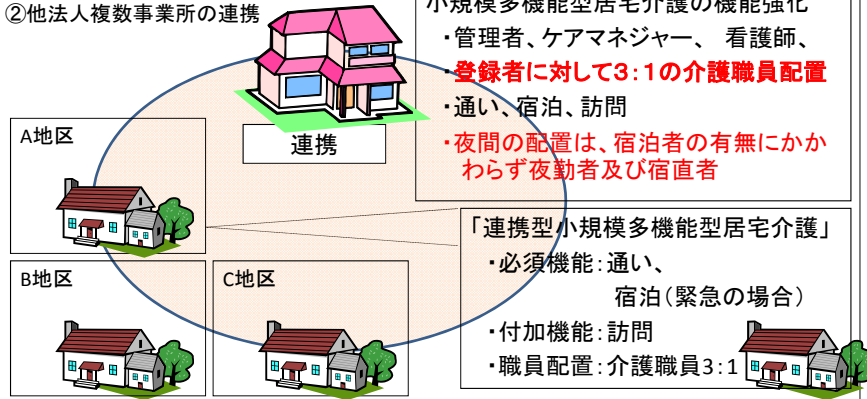 ②他法人複数事業所の連携
小規模多機能型居宅介護の機能強化
・管理者、ケアマネジャー、 看護師、
・登録者に対して3:1の介護職員配置
・通い、宿泊、訪問
・夜間の配置は、宿泊者の有無にかか
わらず夜勤者及び宿直者
連携
A地区
「連携型小規模多機能型居宅介護」
・必須機能:通い、
宿泊(緊急の場合)
・付加機能:訪問
・職員配置:介護職員3:1
B地区
C地区